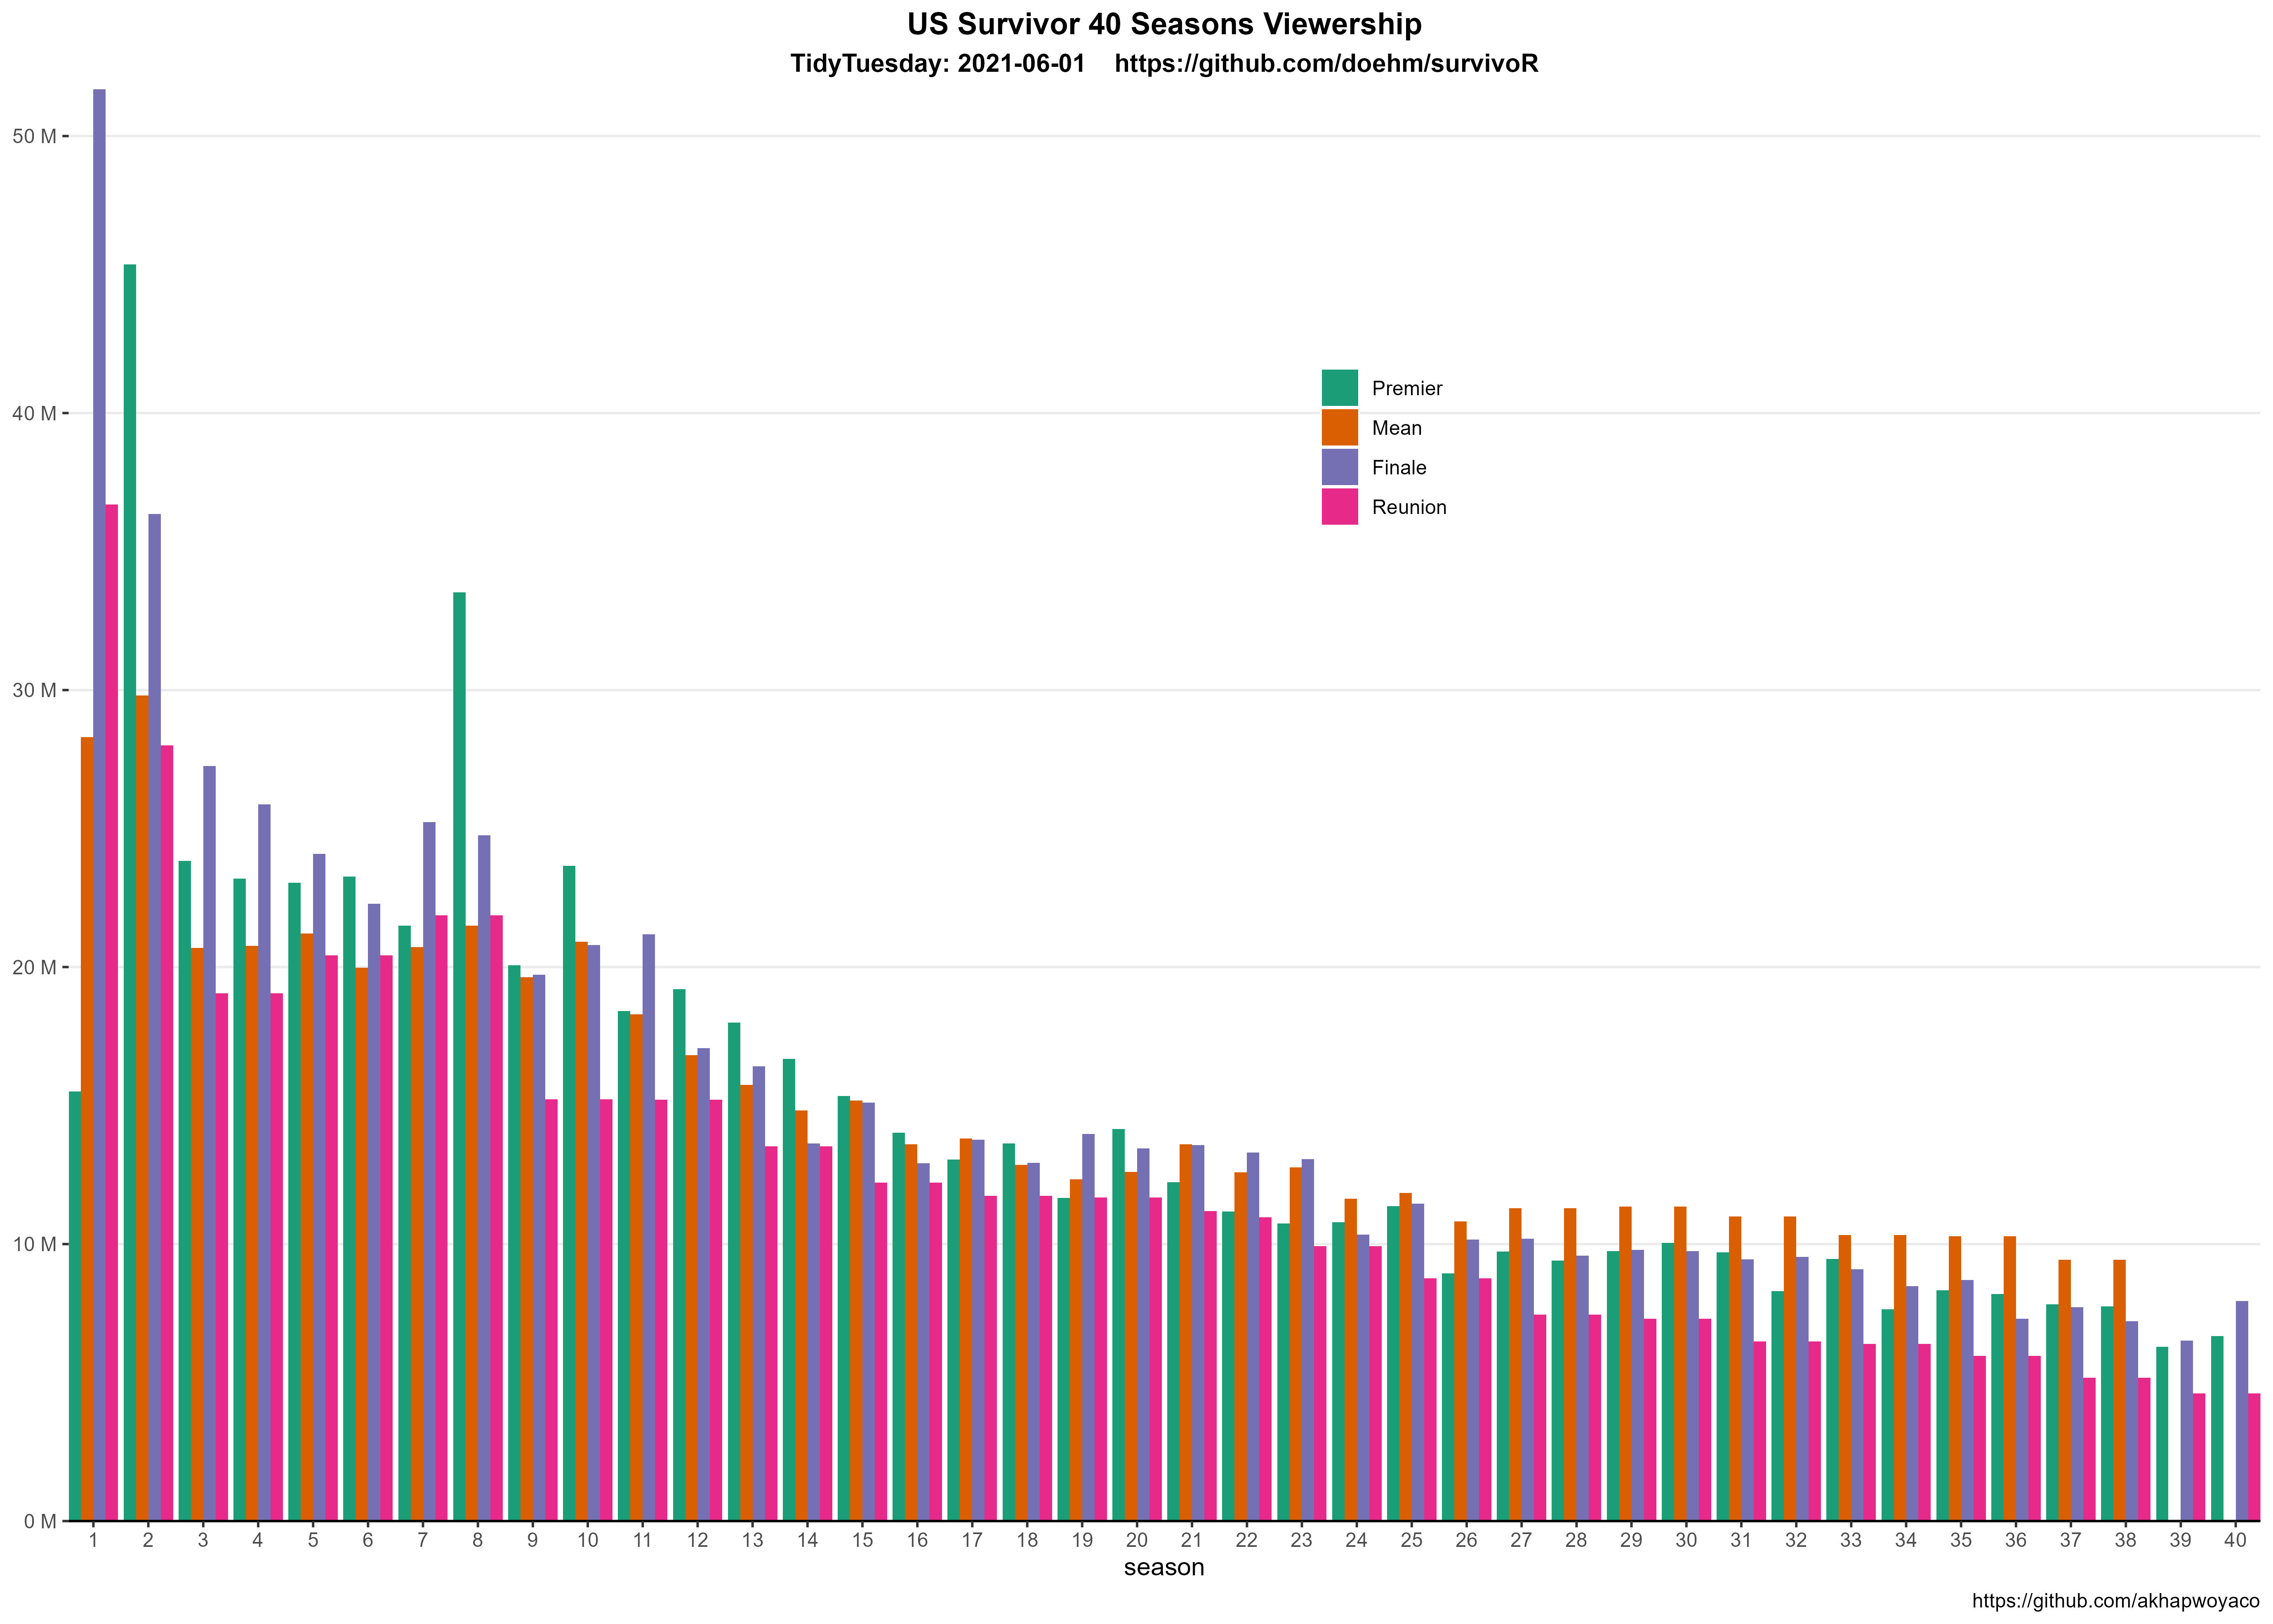 US Survivor 40 Seasons Viewership
TidyTuesday: 2021-06-01    https://github.com/doehm/survivoR
50 M
40 M
30 M
20 M
10 M
0 M
Premier
Mean
Finale
Reunion
1 2 3 4 5 6 7 8 9 10 11 12 13 14 15 16 17 18 19 20 21 22 23 24 25 26 27 28 29 30 31 32 33 34 35 36 37 38 39 40
season
https://github.com/akhapwoyaco